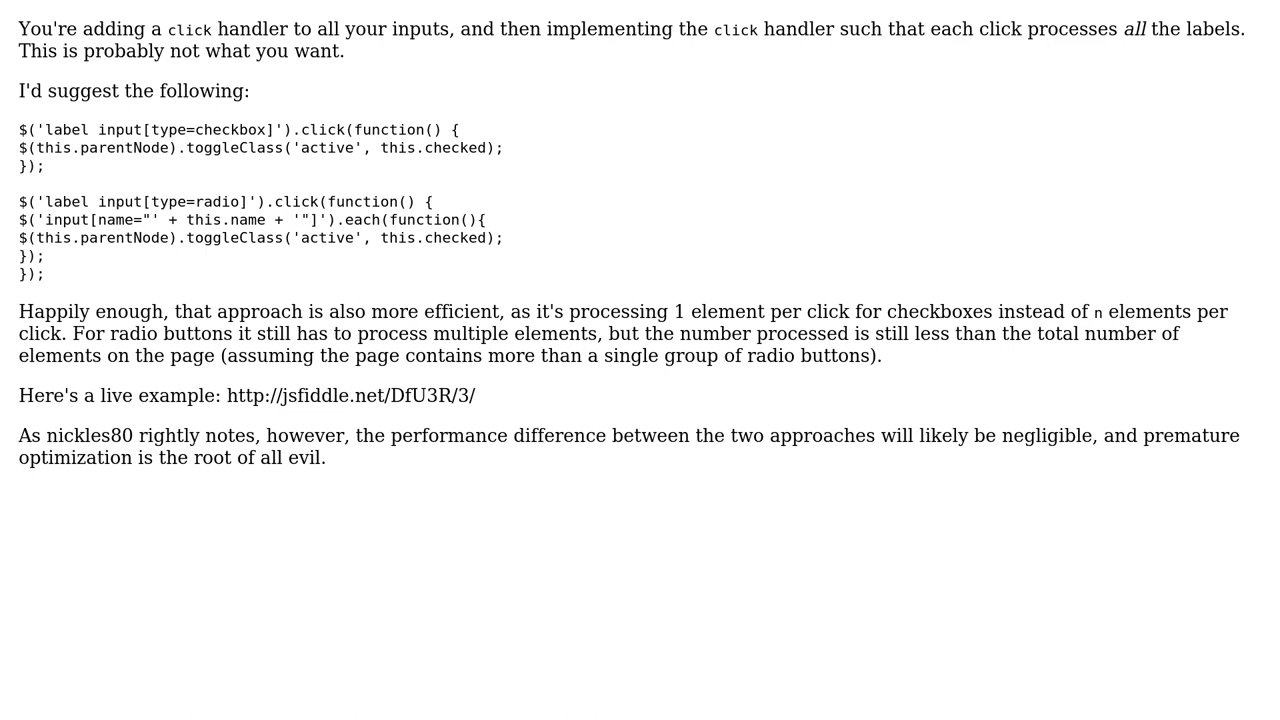 You're adding a click handler to all your inputs, and then implementing the click handler such that each click processes all the labels.
This is probably not what you want.
I'd suggest the following:
$('label input[type=checkbox]').click(function() {
$(this.parentNode).toggleClass('active', this.checked);
});
$('label input[type=radio]').click(function() {
$('input[name="' + this.name + '"]').each(function(){
$(this.parentNode).toggleClass('active', this.checked);
});
});
Happily enough, that approach is also more efficient, as it's processing 1 element per click for checkboxes instead of n elements per
click. For radio buttons it still has to process multiple elements, but the number processed is still less than the total number of
elements on the page (assuming the page contains more than a single group of radio buttons).
Here's a live example: http://jsfiddle.net/DfU3R/3/
As nickles80 rightly notes, however, the performance difference between the two approaches will likely be negligible, and premature
optimization is the root of all evil.